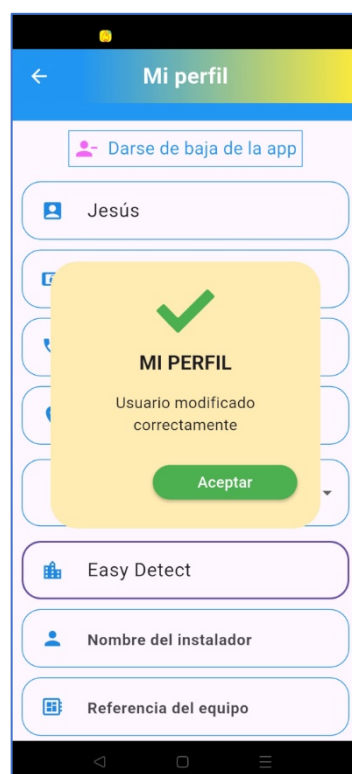 Mi perfil
Darse de baja de la app
Jesús
MI PERFIL
Usuario modificado
correctamente
Aceptar
Easy Detect
Nombre del instalador
Referencia del equipo